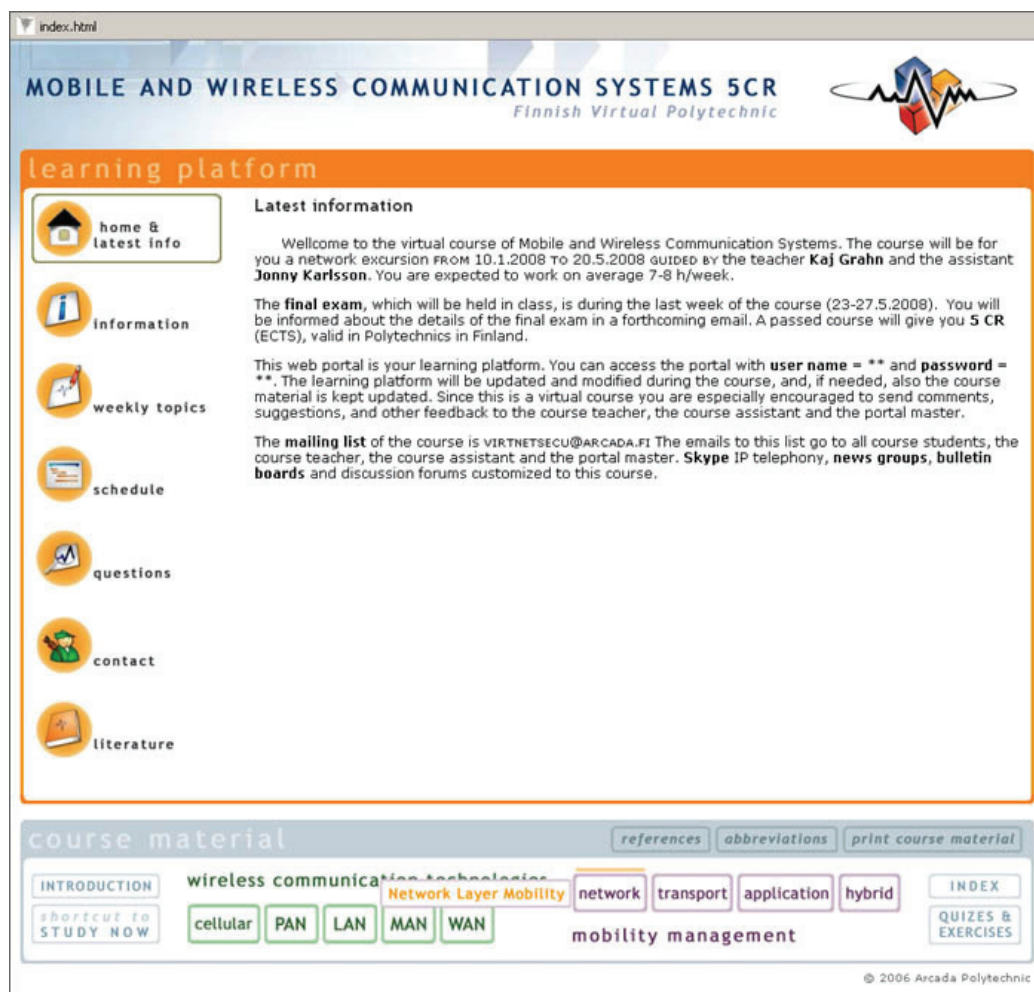 index.html
MOBILE AND WIRELESS COMMUNICATION SYSTEMS 5CR
Finnish Virtual Polytechnic
learning platform
home &
latest info
information
weekly topics
schedule
questions
contact
literature
Latest information
Wellcome to the virtual course of Mobile and Wireless Communication Systems. The course will be for
you a network excursion FROM 10.1.2008 TO 20.5.2008 GUIDED BY the teacher Kaj Grahn and the assistant
Jonny Karlsson. You are expected to work on average 7-8 h/week.
The final exam, which will be held in class, is during the last week of the course (23-27.5.2008). You will
be informed about the details of the final exam in a forthcoming email. A passed course will give you 5 CR
(ECTS), valid in Polytechnics in Finland.
This web portal is your learning platform. You can access the portal with user name = ** and password =
**. The learning platform will be updated and modified during the course, and, if needed, also the course
material is kept updated. Since this is a virtual course you are especially encouraged to send comments,
suggestions, and other feedback to the course teacher, the course assistant and the portal master.
The mailing list of the course is VIRTNETSECU@ARCADA.FI The emails to this list go to all course students, the
course teacher, the course assistant and the portal master. Skype IP telephony, news groups, bulletin
boards and discussion forums customized to this course.
course material
references
abbreviations
print course material
INTRODUCTION
shortcut to
STUDY NOW
wireless communication technologies
cellular PAN LAN MAN WAN
Network Layer Mobility
network transport application hybrid
mobility management
INDEX
QUIZES &
EXERCISES
© 2006 Arcada Polytechnic